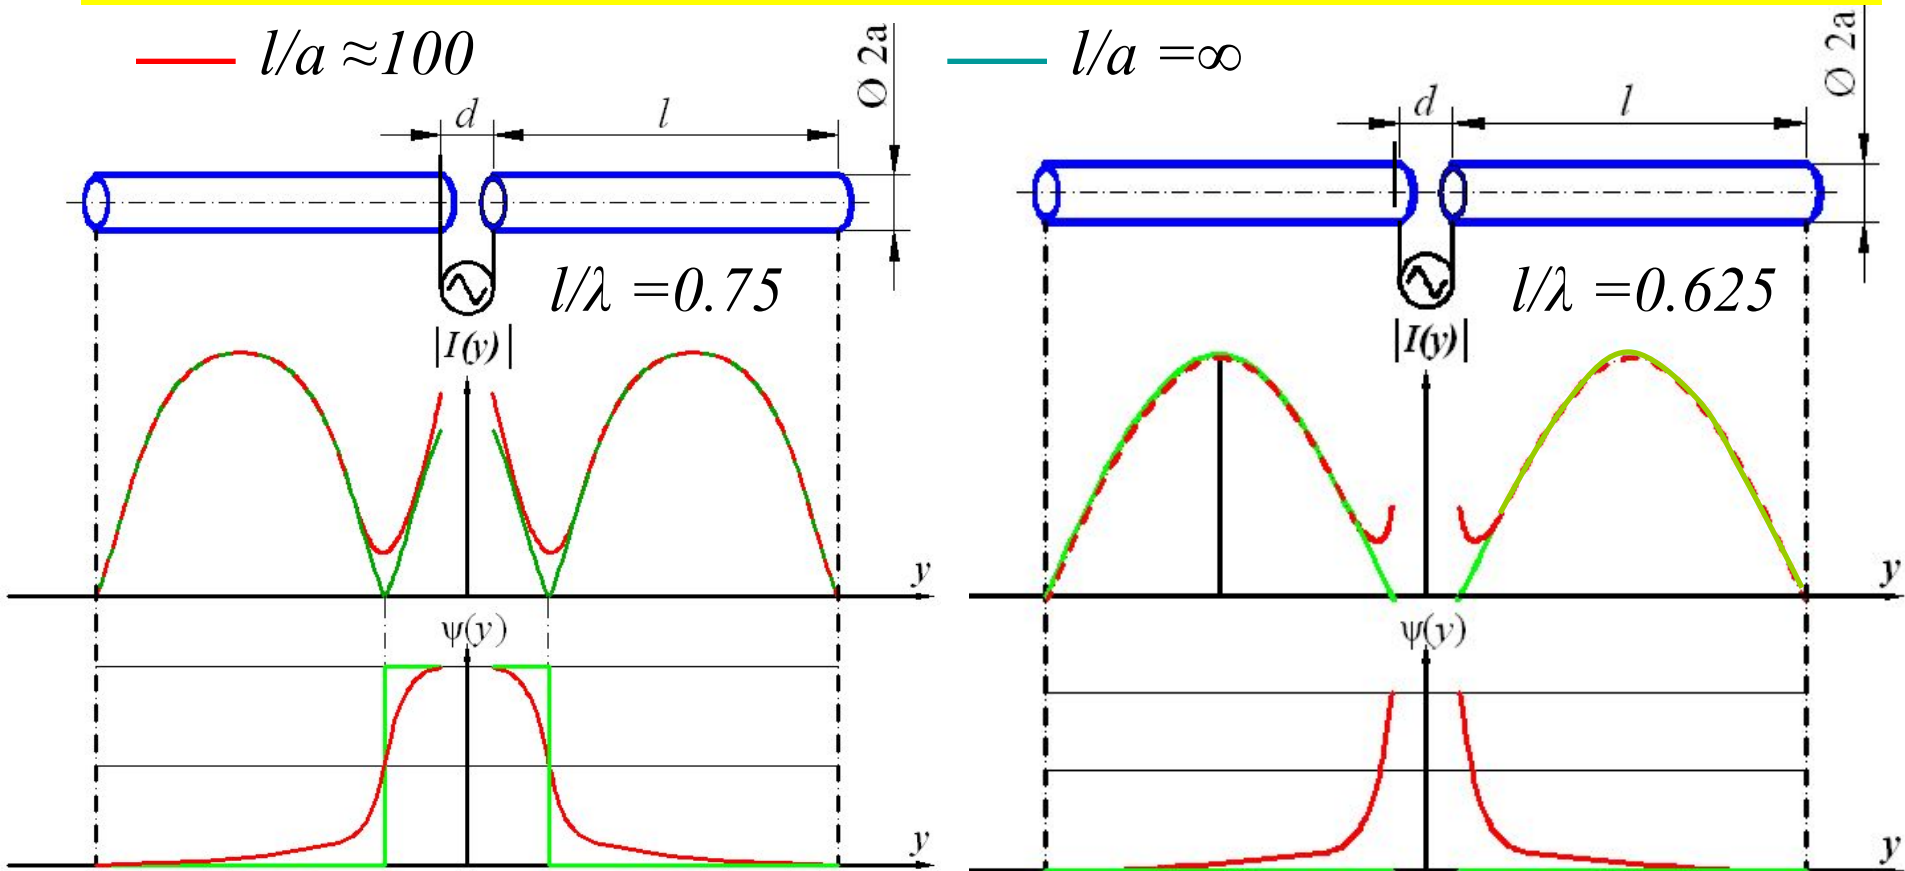 l/a ≈100
l/a =∞
Ø 2a
d
l
l/λ =0.75
|I(y)|
y
ψ(y)
y
Ø 2a
d
l
l/λ =0.625
|I(y)|
y
ψ(y)
y